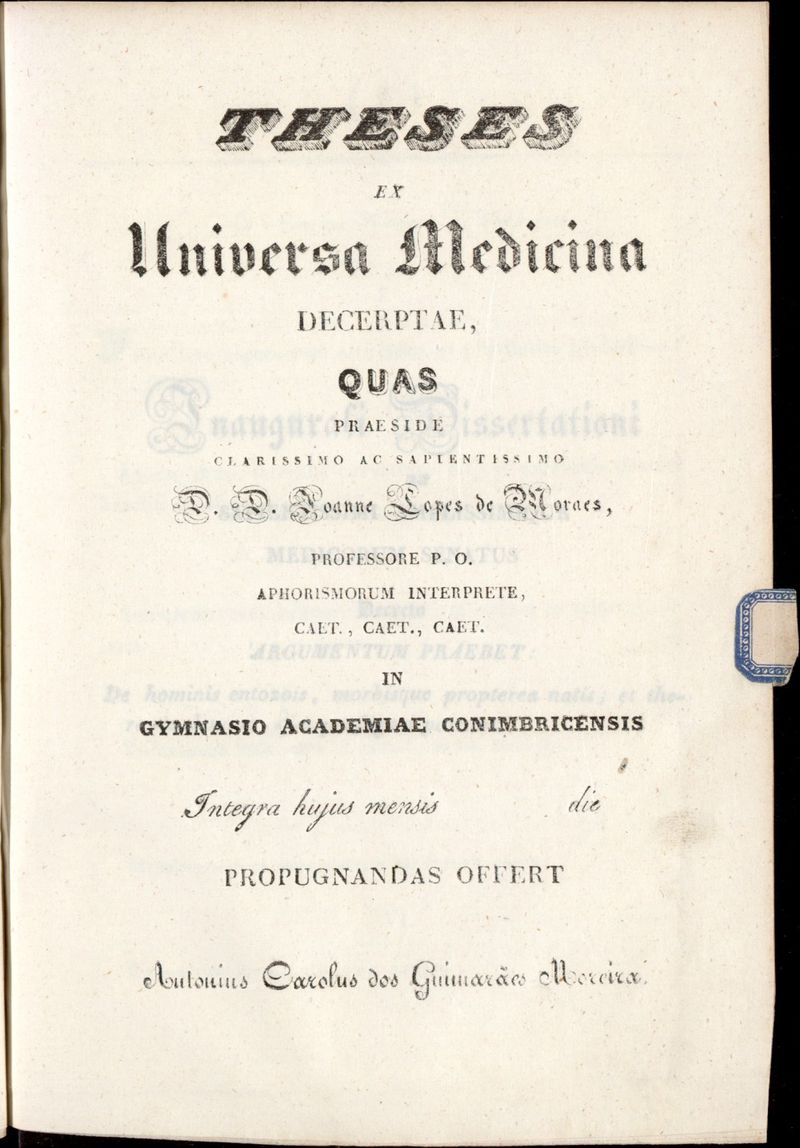 THESES
EX
Universa Medicina
DECERPTAE,
QUAS
PRAESIDE
CLARISSIMO AC SAPIENTISSIMO
D. D. Joanne Lopes de Moraes,
PROFESSORE P. O.
APHORISMORUM INTERPRETE,
CAET., CAET., CAET.
IN
GYMNASIO ACADEMIAE CONIMBRICENSIS
Integra hujus mensis die
PROPUGNANDAS OFFERT
Antonius Carolus dos Guimarães Moreira.